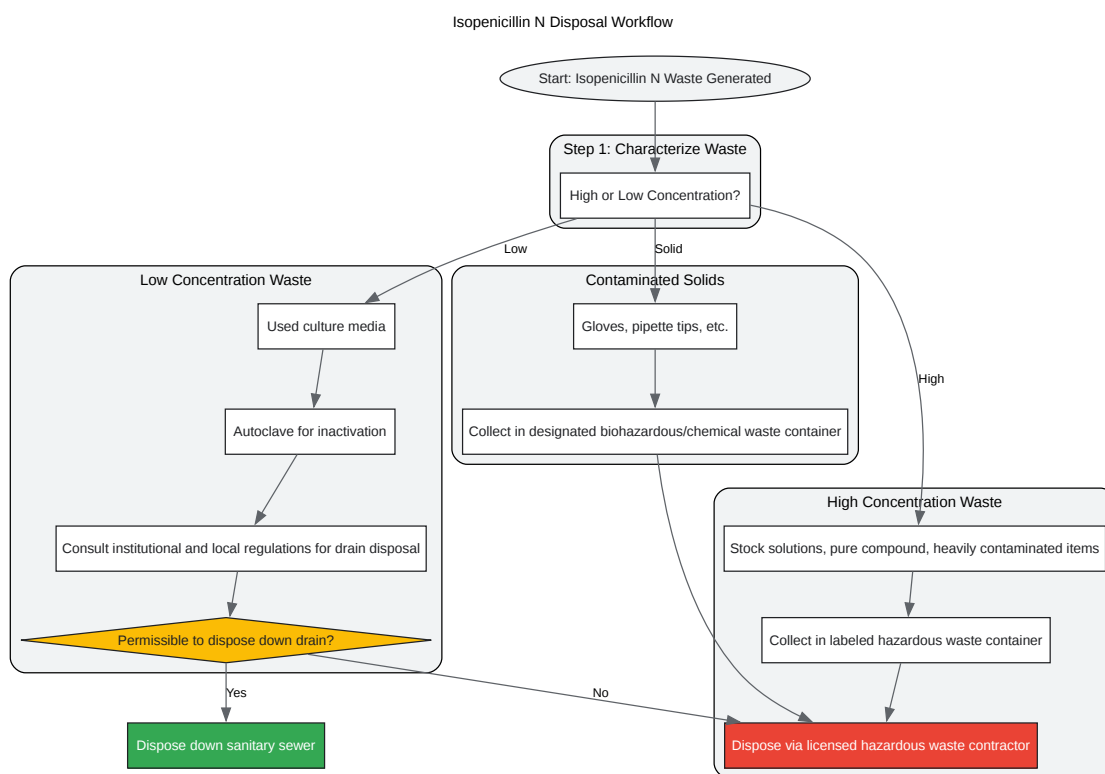 Isopenicillin N Disposal Workflow
Start: Isopenicillin N Waste Generated
Step 1: Characterize Waste
High or Low Concentration?
Low
Solid
High
Low Concentration Waste
Used culture media
Autoclave for inactivation
Consult institutional and local regulations for drain disposal
Permissible to dispose down drain?
Yes
No
Dispose down sanitary sewer
Contaminated Solids
Gloves, pipette tips, etc.
Collect in designated biohazardous/chemical waste container
High Concentration Waste
Stock solutions, pure compound, heavily contaminated items
Collect in labeled hazardous waste container
Dispose via licensed hazardous waste contractor